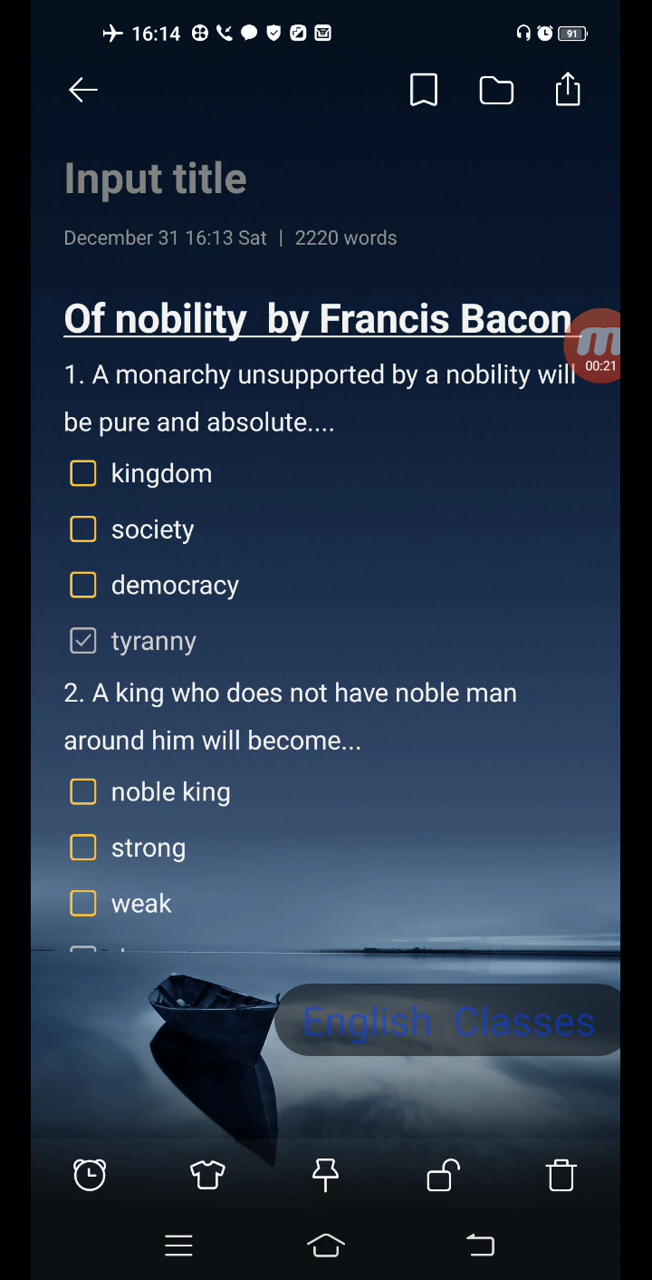 16:14
91
Input title
December 31 16:13 Sat | 2220 words
Of nobility by Francis Bacon
m
00:21
1. A monarchy unsupported by a nobility will
be pure and absolute....
kingdom
society
democracy
tyranny
2. A king who does not have noble man
around him will become...
noble king
strong
weak
English Classes